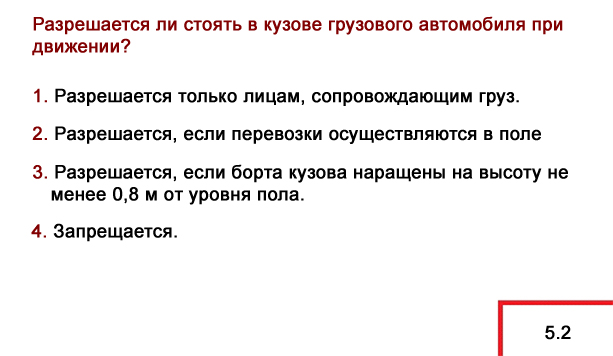 Разрешается ли стоять в кузове грузового автомобиля при
движении?
1. Разрешается только лицам, сопровождающим груз.
2. Разрешается, если перевозки осуществляются в поле
3. Разрешается, если борта кузова наращены на высоту не
менее 0,8 м от уровня пола.
4. Запрещается.
5.2